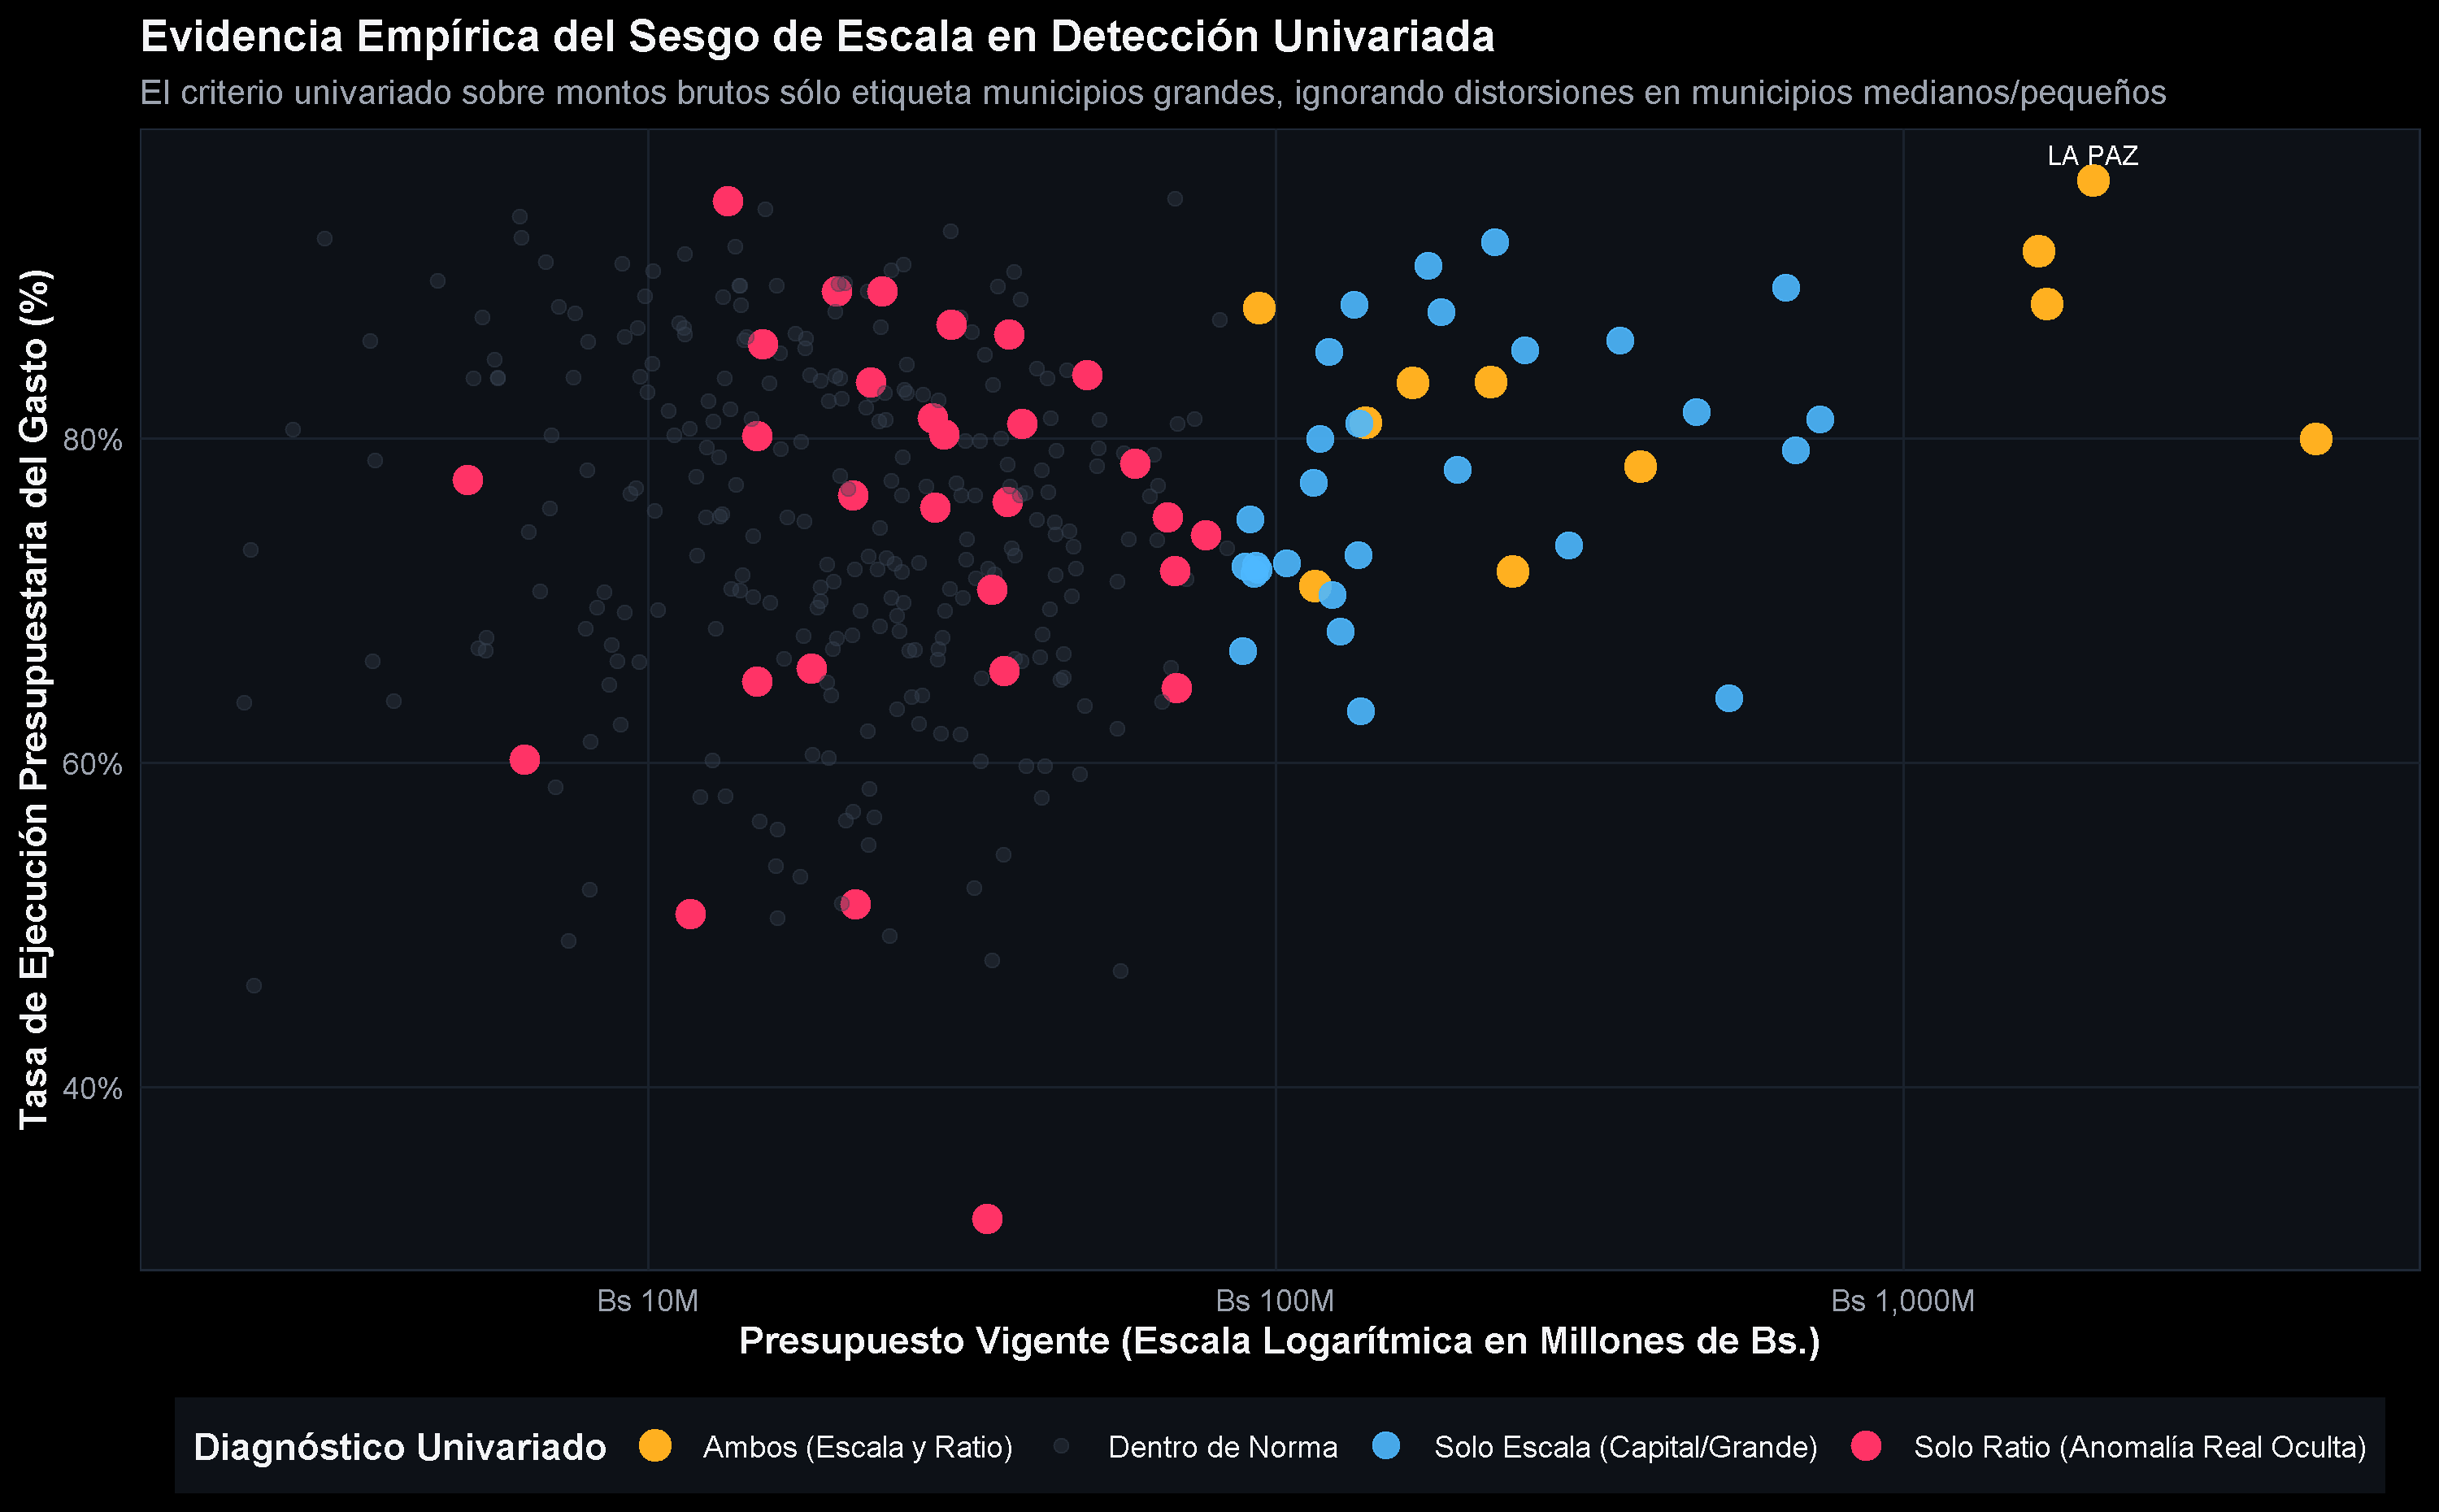 Evidencia Empírica del Sesgo de Escala en Detección Univariada
El criterio univariado sobre montos brutos sólo etiqueta municipios grandes, ignorando distorsiones en municipios medianos/pequeños
LA PAZ
Tasa de Ejecución Presupuestaria del Gasto (%)
80%
60%
40%
Bs 10M
Bs 100M
Bs 1,000M
Presupuesto Vigente (Escala Logarítmica en Millones de Bs.)
Diagnóstico Univariado
Ambos (Escala y Ratio)
Dentro de Norma
Solo Escala (Capital/Grande)
Solo Ratio (Anomalía Real Oculta)